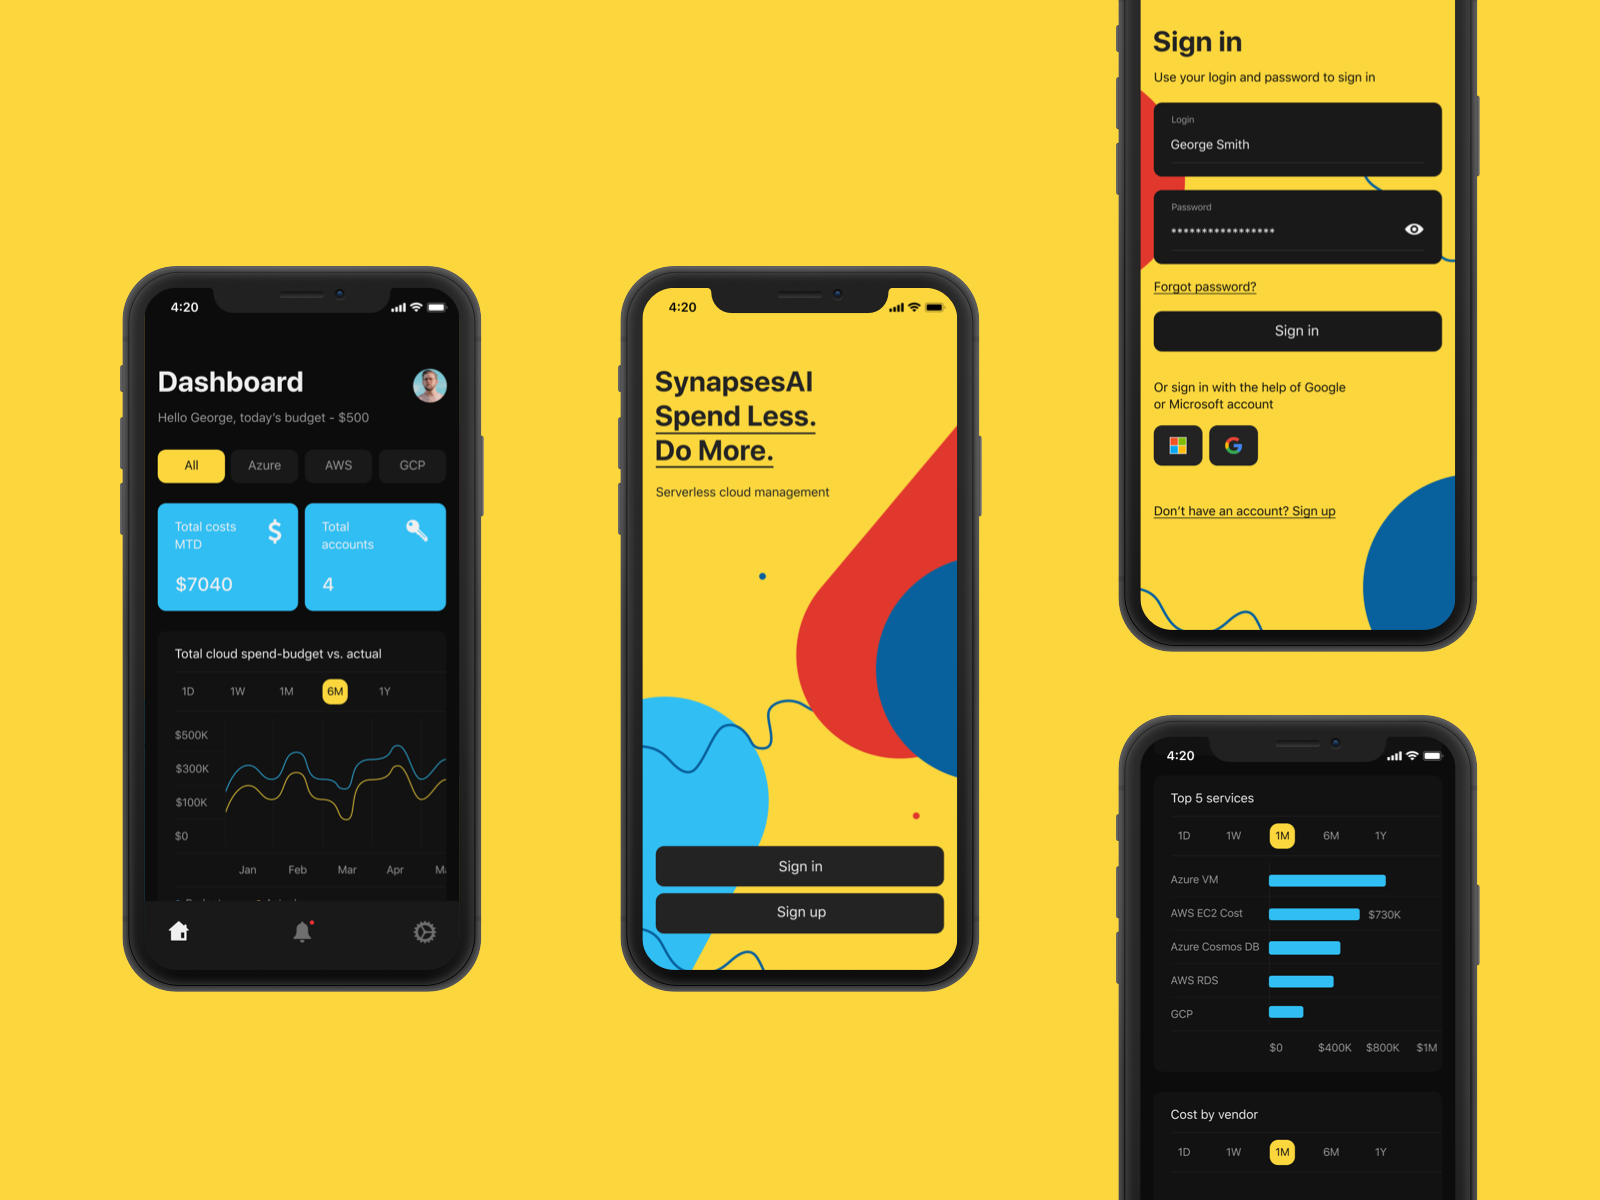 4:20
Dashboard
Hello George, today's budget - $500
All
Azure
AWS
GCP
Total costs
MTD
$7040
Total
accounts
4
Total cloud spend-budget vs. actual
1D
1W
1M
6M
1Y
$500K
$300K
$100K
$0
Jan
Feb
Mar
Apr
4:20
SynapsesAI
Spend Less.
Do More.
Serverless cloud management
Sign in
Sign up
Sign in
Use your login and password to sign in
Login
George Smith
Password
*****************
Forgot password?
Sign in
Or sign in with the help of Google
or Microsoft account
Don't have an account? Sign up
4:20
Top 5 services
1D
1W
1M
6M
1Y
Azure VM
AWS EC2 Cost
$730K
Azure Cosmos DB
AWS RDS
GCP
$0
$400K
$800K
$1M
Cost by vendor
1D
1W
1M
6M
1Y